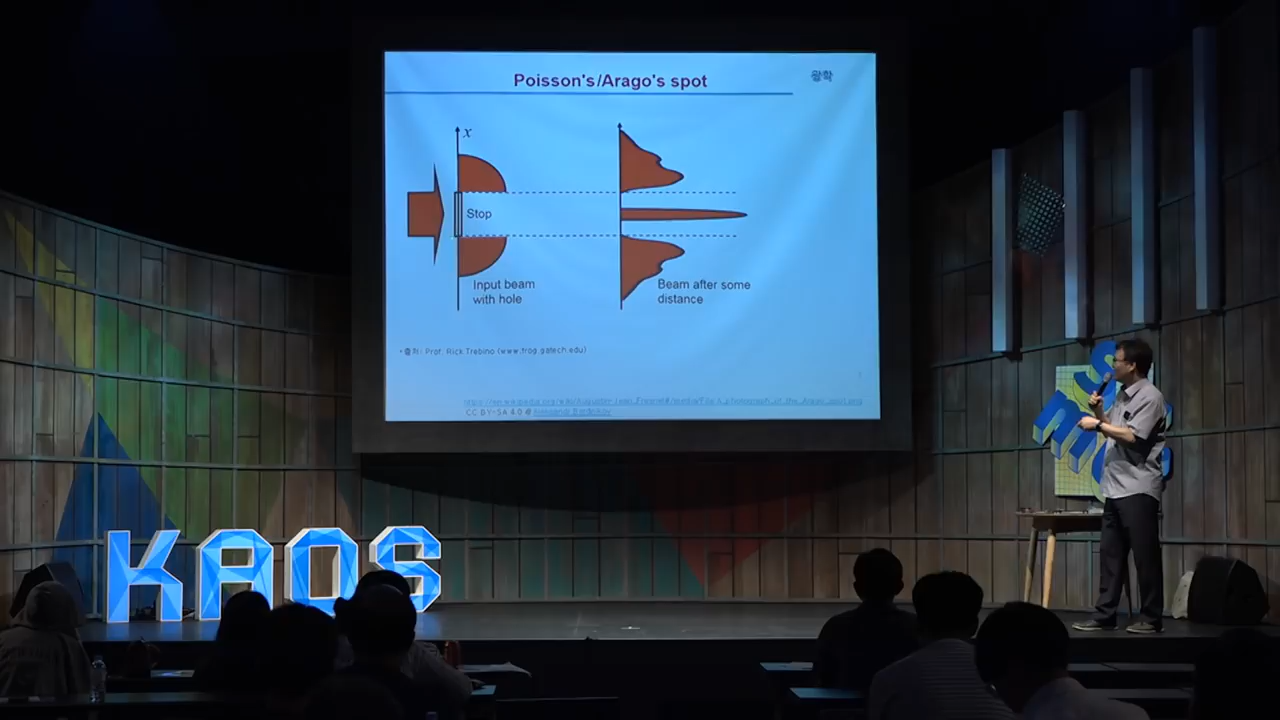 Poisson's/Arago's spot
광학
x
Stop
Input beam
with hole
Beam after some
distance
*출처: Prof. Rick Trebino (www.frog.gatech.edu)
CC BY-SA 4.0 @
KAOS